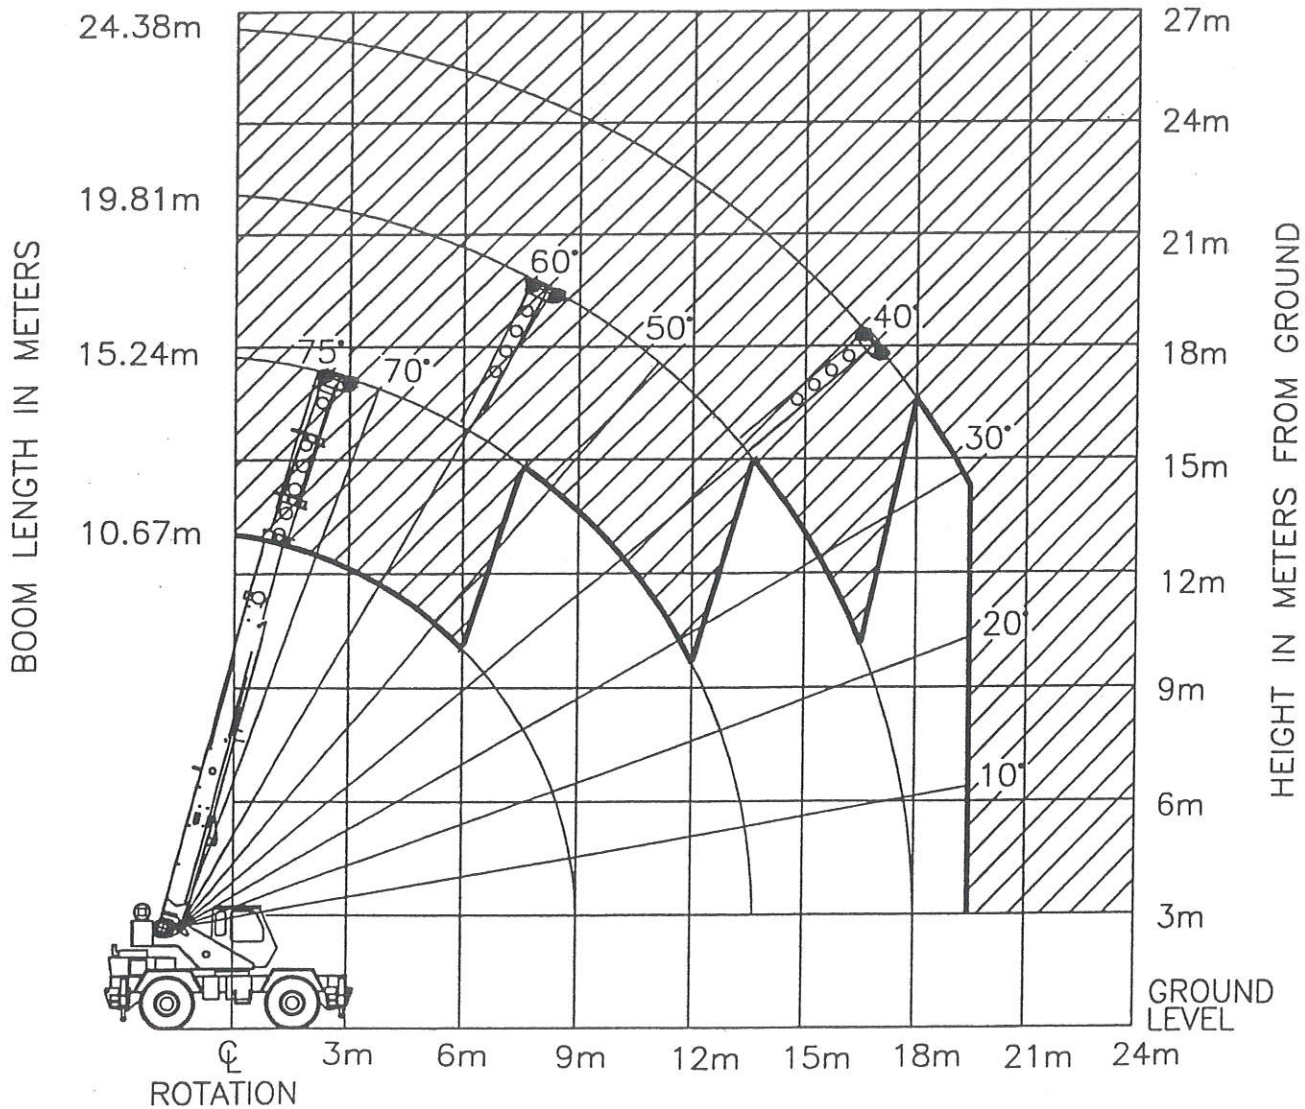 24.38m
19.81m
15.24m
10.67m
BOOM LENGTH IN METERS
75°
70°
60°
50°
40°
30°
20°
10°
27m
24m
21m
18m
15m
12m
9m
6m
3m
GROUND
LEVEL
HEIGHT IN METERS FROM GROUND
℄
ROTATION
3m
6m
9m
12m
15m
18m
21m
24m